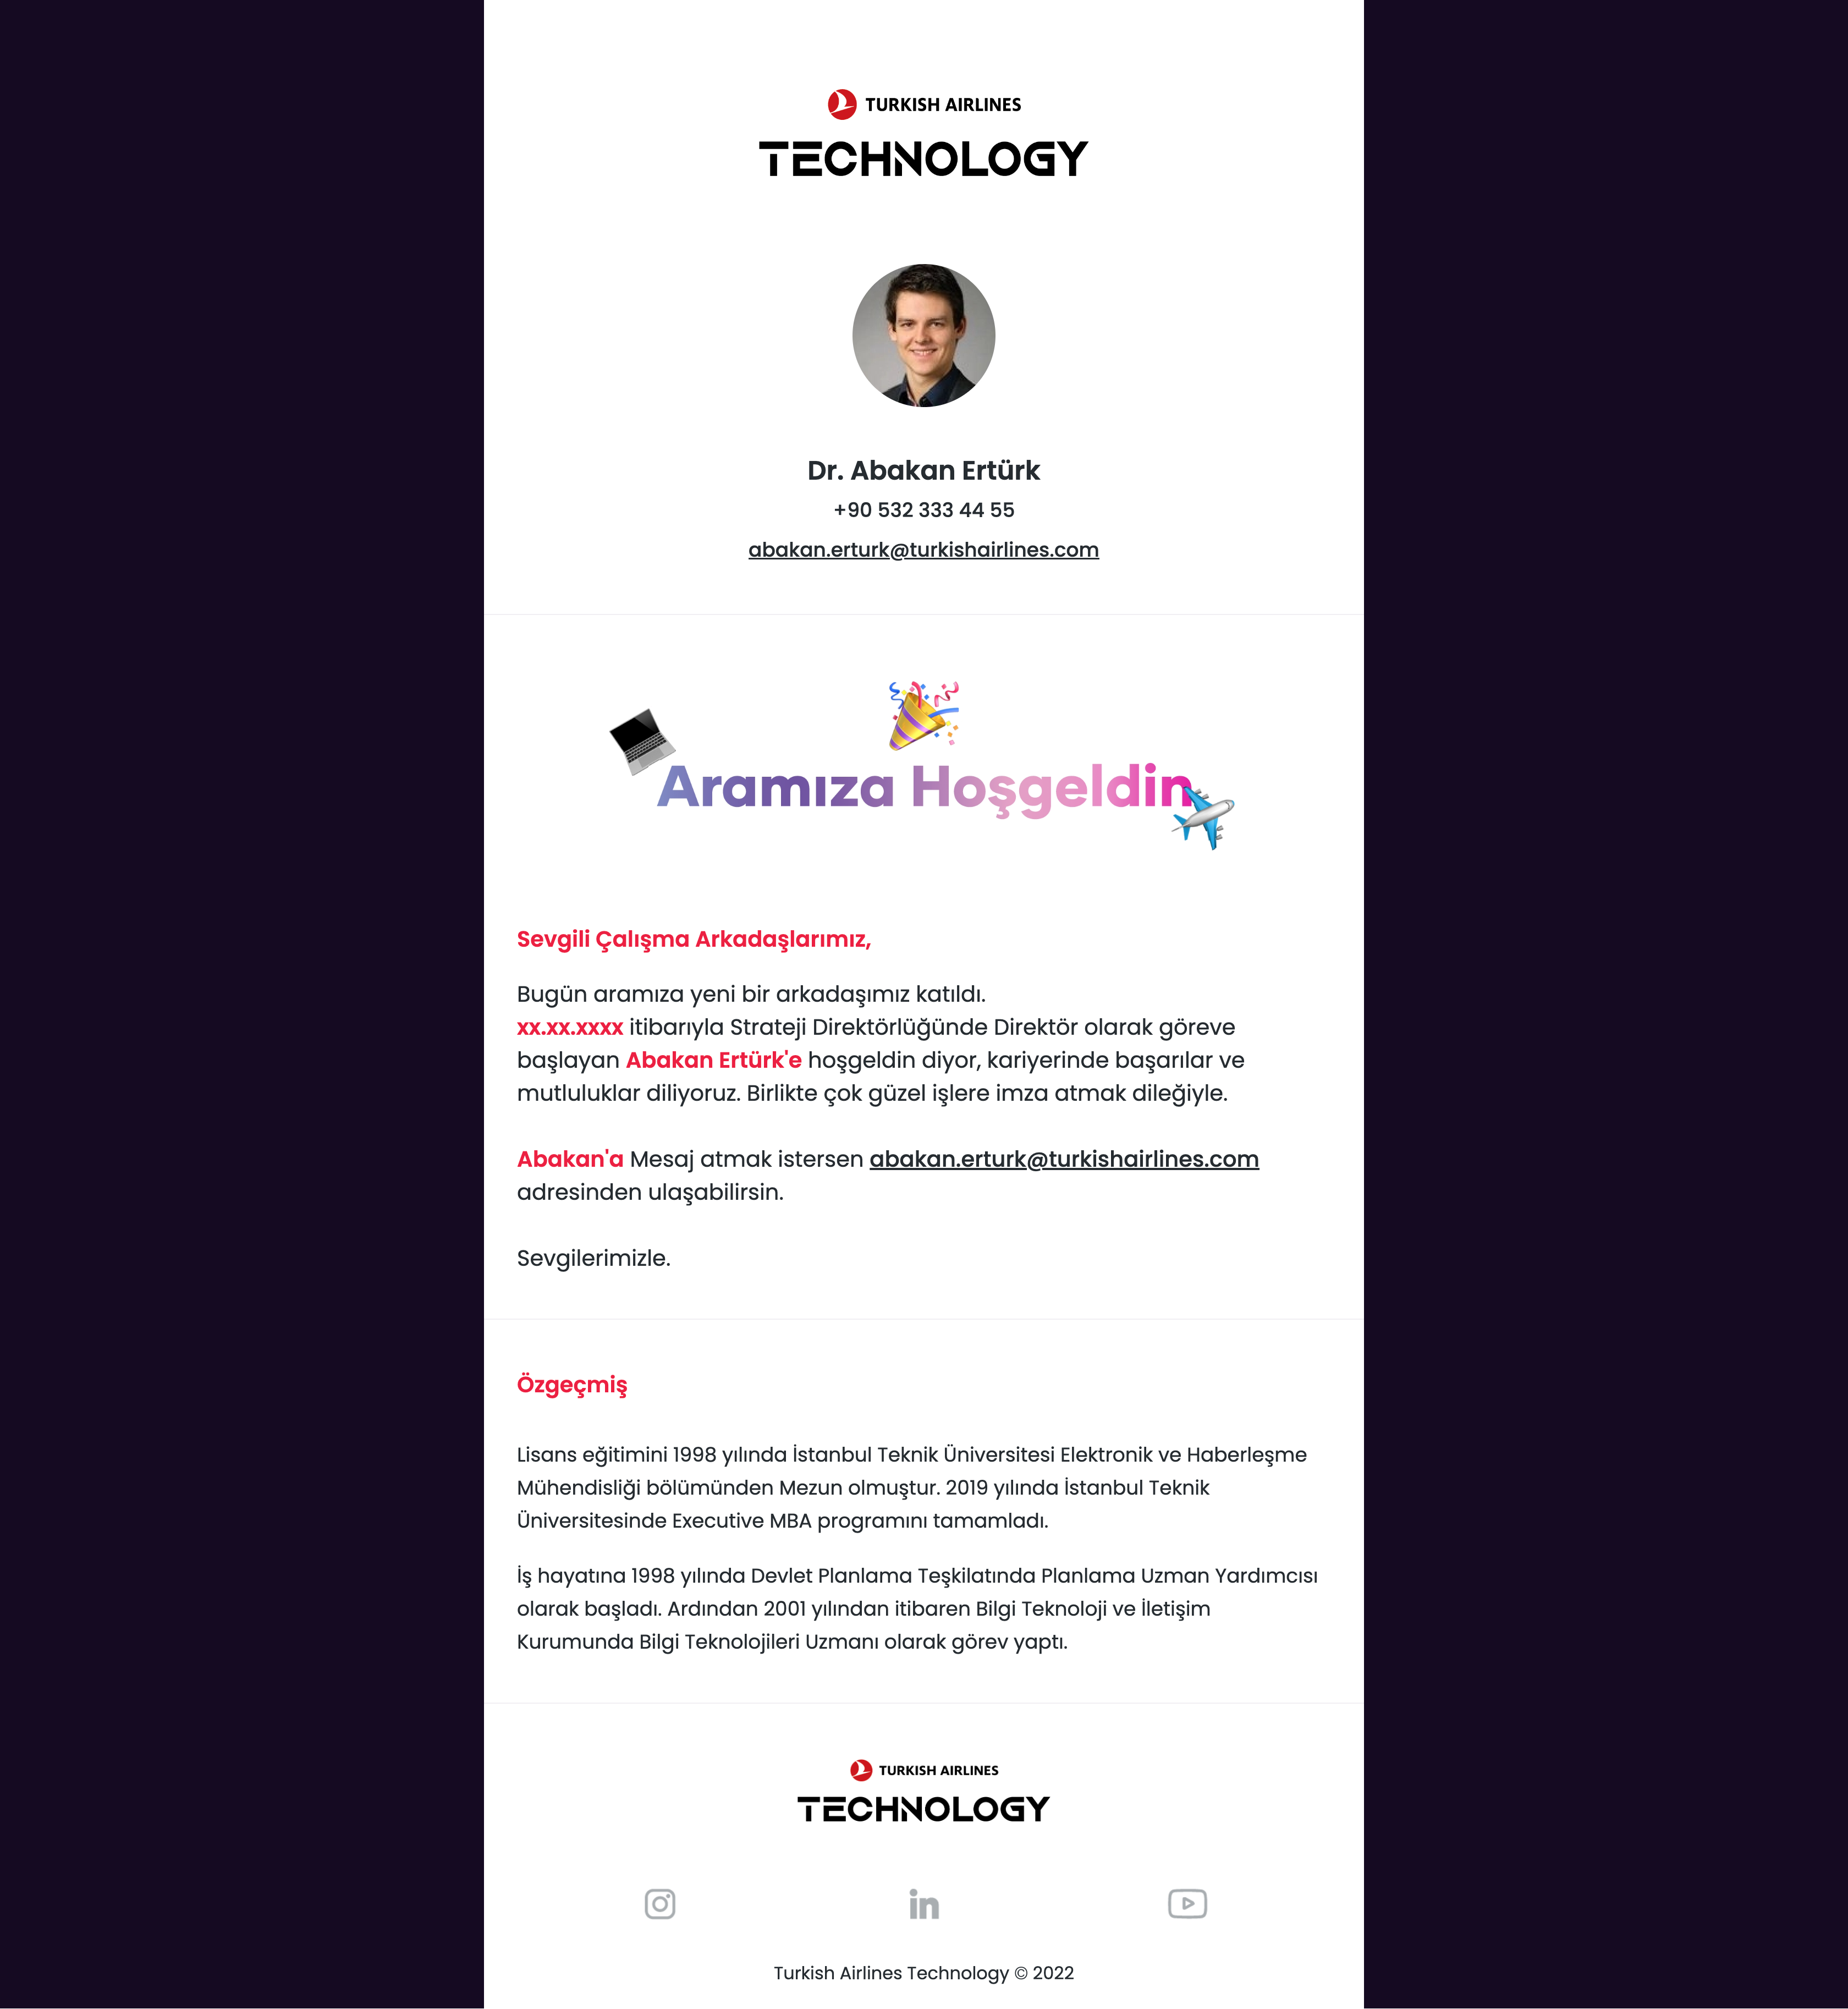 TURKISH AIRLINES
TECHNOLOGY
Dr. Abakan Ertürk
+90 532 333 44 55
abakan.erturk@turkishairlines.com
Aramıza Hoşgeldin
Sevgili Çalışma Arkadaşlarımız,
Bugün aramıza yeni bir arkadaşımız katıldı.
xx.xx.xxxx itibarıyla Strateji Direktörlüğünde Direktör olarak göreve
başlayan Abakan Ertürk'e hoşgeldin diyor, kariyerinde başarılar ve
mutluluklar diliyoruz. Birlikte çok güzel işlere imza atmak dileğiyle.
Abakan'a Mesaj atmak istersen abakan.erturk@turkishairlines.com
adresinden ulaşabilirsin.
Sevgilerimizle.
Özgeçmiş
Lisans eğitimini 1998 yılında İstanbul Teknik Üniversitesi Elektronik ve Haberleşme
Mühendisliği bölümünden Mezun olmuştur. 2019 yılında İstanbul Teknik
Üniversitesinde Executive MBA programını tamamladı.
İş hayatına 1998 yılında Devlet Planlama Teşkilatında Planlama Uzman Yardımcısı
olarak başladı. Ardından 2001 yılından itibaren Bilgi Teknoloji ve İletişim
Kurumunda Bilgi Teknolojileri Uzmanı olarak görev yaptı.
TURKISH AIRLINES
TECHNOLOGY
in
Turkish Airlines Technology © 2022